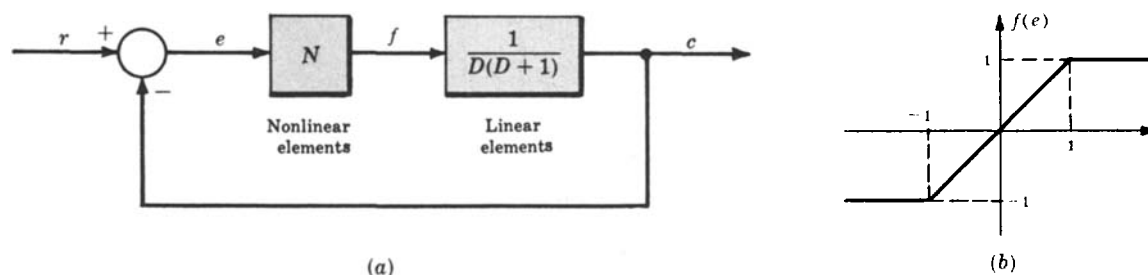 r + e N f 1 c
D(D + 1)
−
Nonlinear elements
Linear elements
(a)
f(e)
1
− 1
1
− 1
(b)